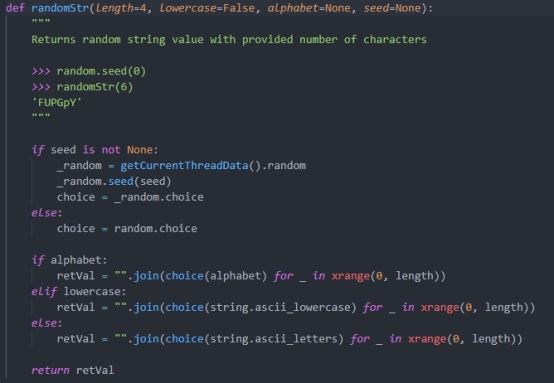 def randomStr(length=4, lowercase=False, alphabet=None, seed=None):
    """
    Returns random string value with provided number of characters

    >>> random.seed(0)
    >>> randomStr(6)
    'FUPGpY'
    """

    if seed is not None:
        _random = getCurrentThreadData().random
        _random.seed(seed)
        choice = _random.choice
    else:
        choice = random.choice

    if alphabet:
        retVal = "".join(choice(alphabet) for _ in xrange(0, length))
    elif lowercase:
        retVal = "".join(choice(string.ascii_lowercase) for _ in xrange(0, length))
    else:
        retVal = "".join(choice(string.ascii_letters) for _ in xrange(0, length))

    return retVal